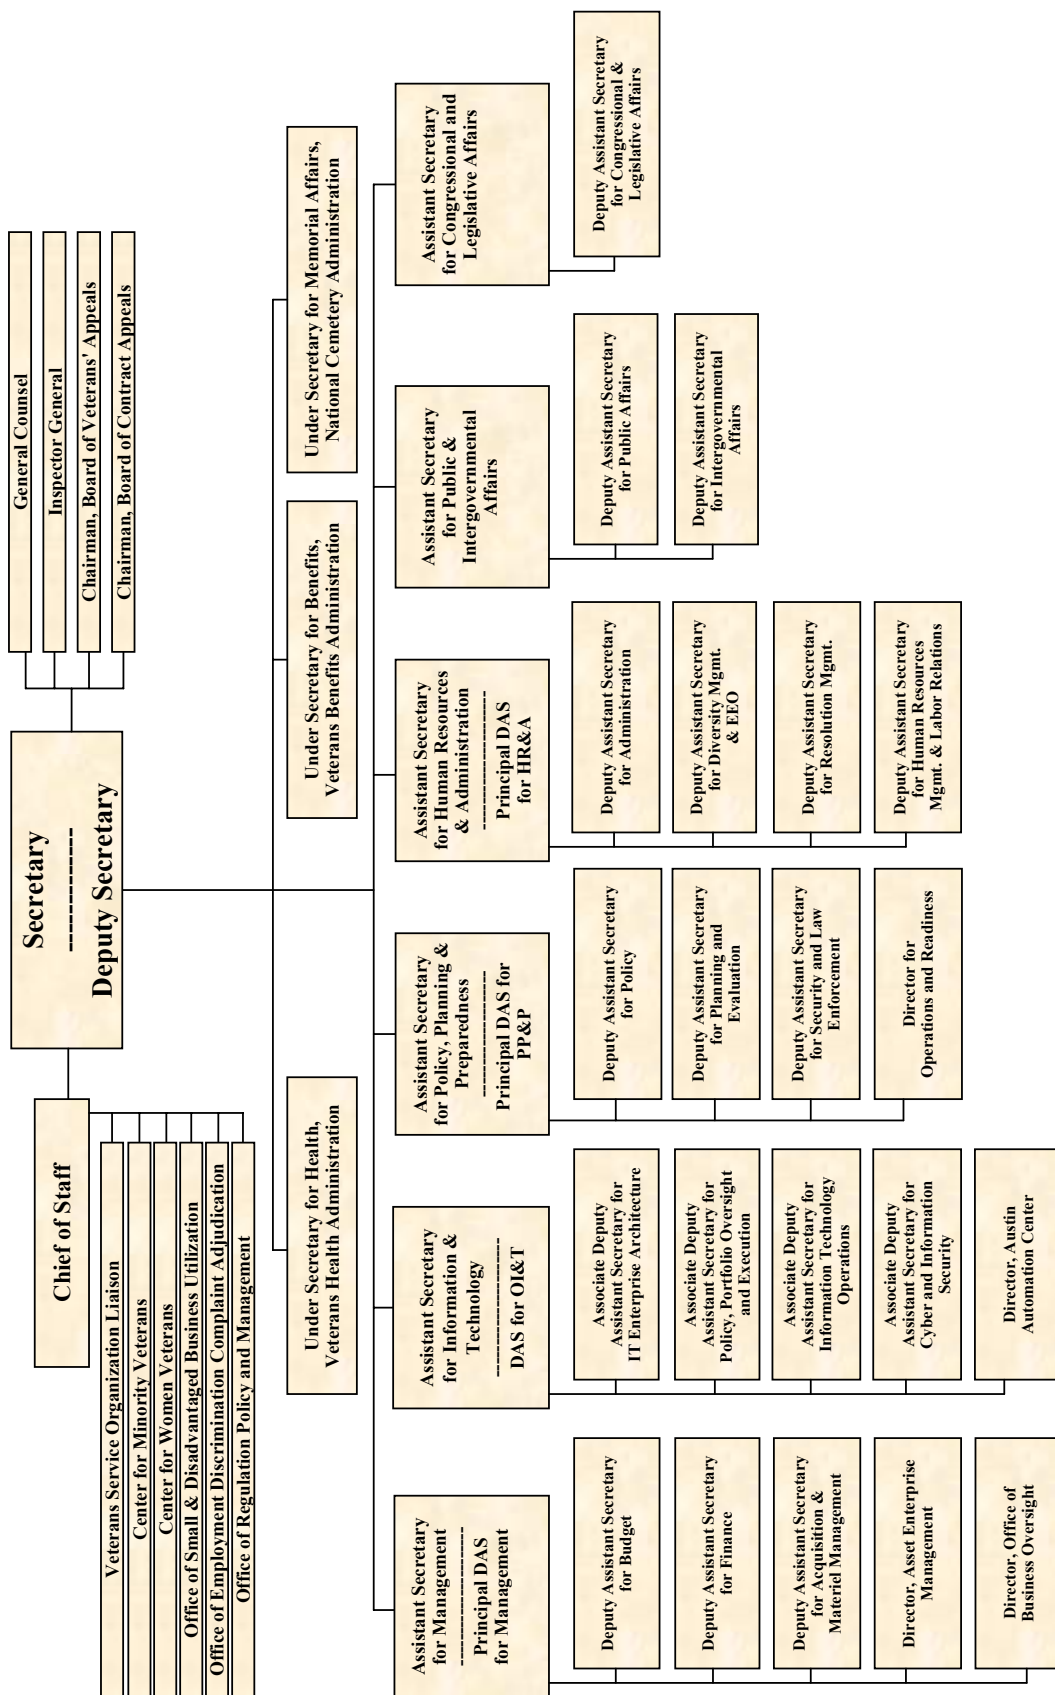 Secretary
------------
Deputy Secretary
General Counsel
Inspector General
Chairman, Board of Veterans' Appeals
Chairman, Board of Contract Appeals
Chief of Staff
Veterans Service Organization Liaison
Center for Minority Veterans
Center for Women Veterans
Office of Small & Disadvantaged Business Utilization
Office of Employment Discrimination Complaint Adjudication
Office of Regulation Policy and Management
Under Secretary for Health,
Veterans Health Administration
Under Secretary for Benefits,
Veterans Benefits Administration
Under Secretary for Memorial Affairs,
National Cemetery Administration
Assistant Secretary
for Management
-----------------
Principal DAS
for Management
Deputy Assistant Secretary
for Budget
Deputy Assistant Secretary
for Finance
Deputy Assistant Secretary
for Acquisition &
Materiel Management
Director, Asset Enterprise
Management
Director, Office of
Business Oversight
Assistant Secretary
for Information &
Technology
-----------------
DAS for OI&T
Associate Deputy
Assistant Secretary for
IT Enterprise Architecture
Associate Deputy
Assistant Secretary for
Policy, Portfolio Oversight
and Execution
Associate Deputy
Assistant Secretary for
Information Technology
Operations
Associate Deputy
Assistant Secretary for
Cyber and Information
Security
Director, Austin
Automation Center
Assistant Secretary
for Policy, Planning &
Preparedness
-----------------
Principal DAS for
PP&P
Deputy Assistant Secretary
for Policy
Deputy Assistant Secretary
for Planning and
Evaluation
Deputy Assistant Secretary
for Security and Law
Enforcement
Director for
Operations and Readiness
Assistant Secretary
for Human Resources
& Administration
-----------------
Principal DAS
for HR&A
Deputy Assistant Secretary
for Administration
Deputy Assistant Secretary
for Diversity Mgmt.
& EEO
Deputy Assistant Secretary
for Resolution Mgmt.
Deputy Assistant Secretary
for Human Resources
Mgmt. & Labor Relations
Assistant Secretary
for Public &
Intergovernmental
Affairs
Deputy Assistant Secretary
for Public Affairs
Deputy Assistant Secretary
for Intergovernmental
Affairs
Assistant Secretary
for Congressional and
Legislative Affairs
Deputy Assistant Secretary
for Congressional &
Legislative Affairs